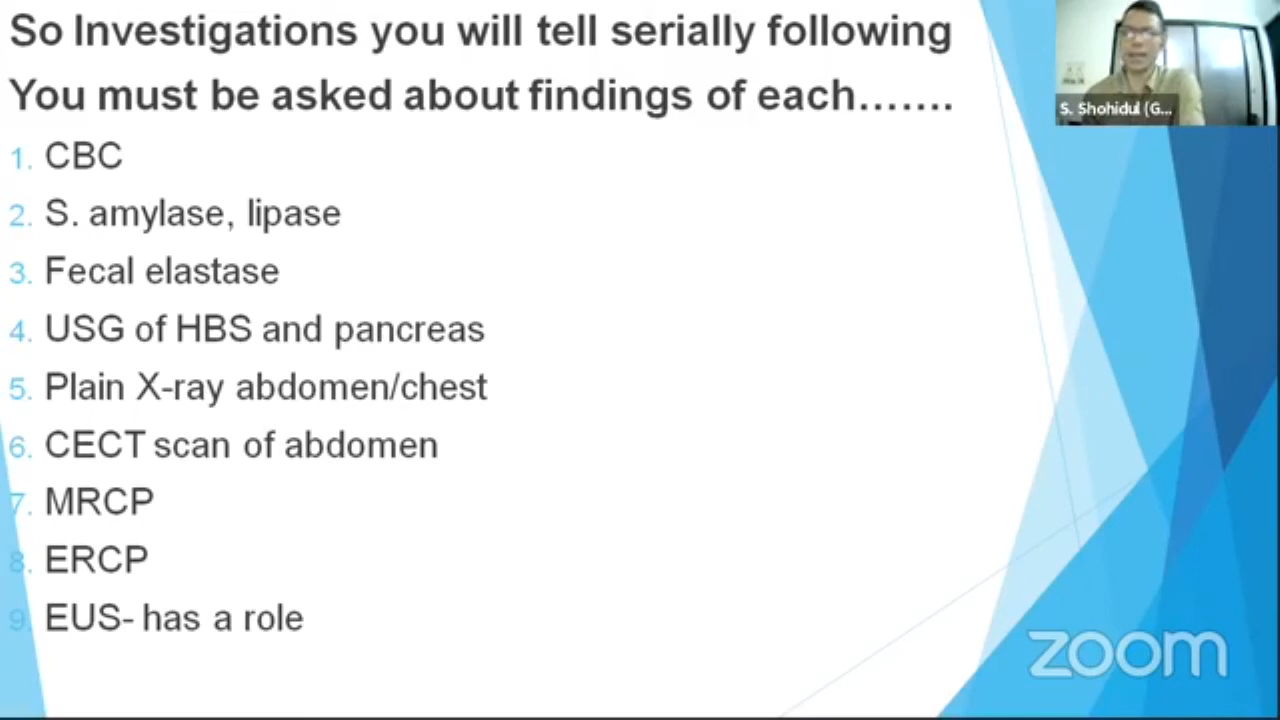 So Investigations you will tell serially following
You must be asked about findings of each.......
1. CBC
2. S. amylase, lipase
3. Fecal elastase
4. USG of HBS and pancreas
5. Plain X-ray abdomen/chest
6. CECT scan of abdomen
7. MRCP
8. ERCP
9. EUS- has a role
S. Shohidul (G...
zoom